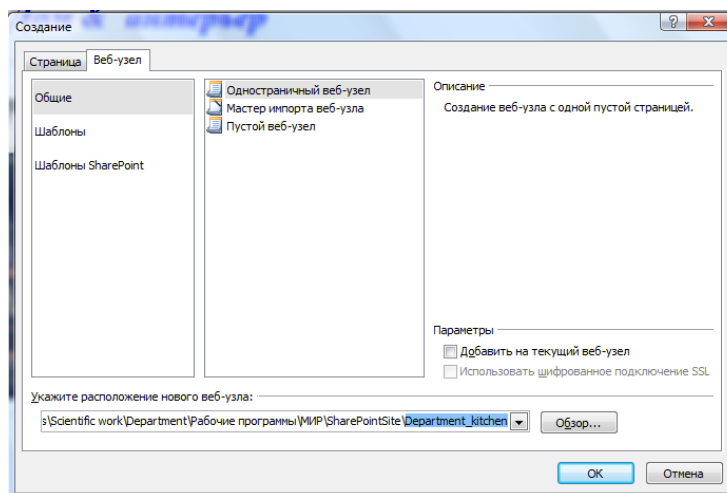 & интерьер
Создание
Страница
Веб-узел
Общие
Шаблоны
Шаблоны SharePoint
Одностраничный веб-узел
Мастер импорта веб-узла
Пустой веб-узел
Описание
Создание веб-узла с одной пустой страницей.
Параметры
Добавить на текущий веб-узел
Использовать шифрованное подключение SSL
Укажите расположение нового веб-узла:
s\Scientific work\Department\Рабочие программы\МИР\SharePointSite\Department_kitchen
Обзор...
ОК
Отмена